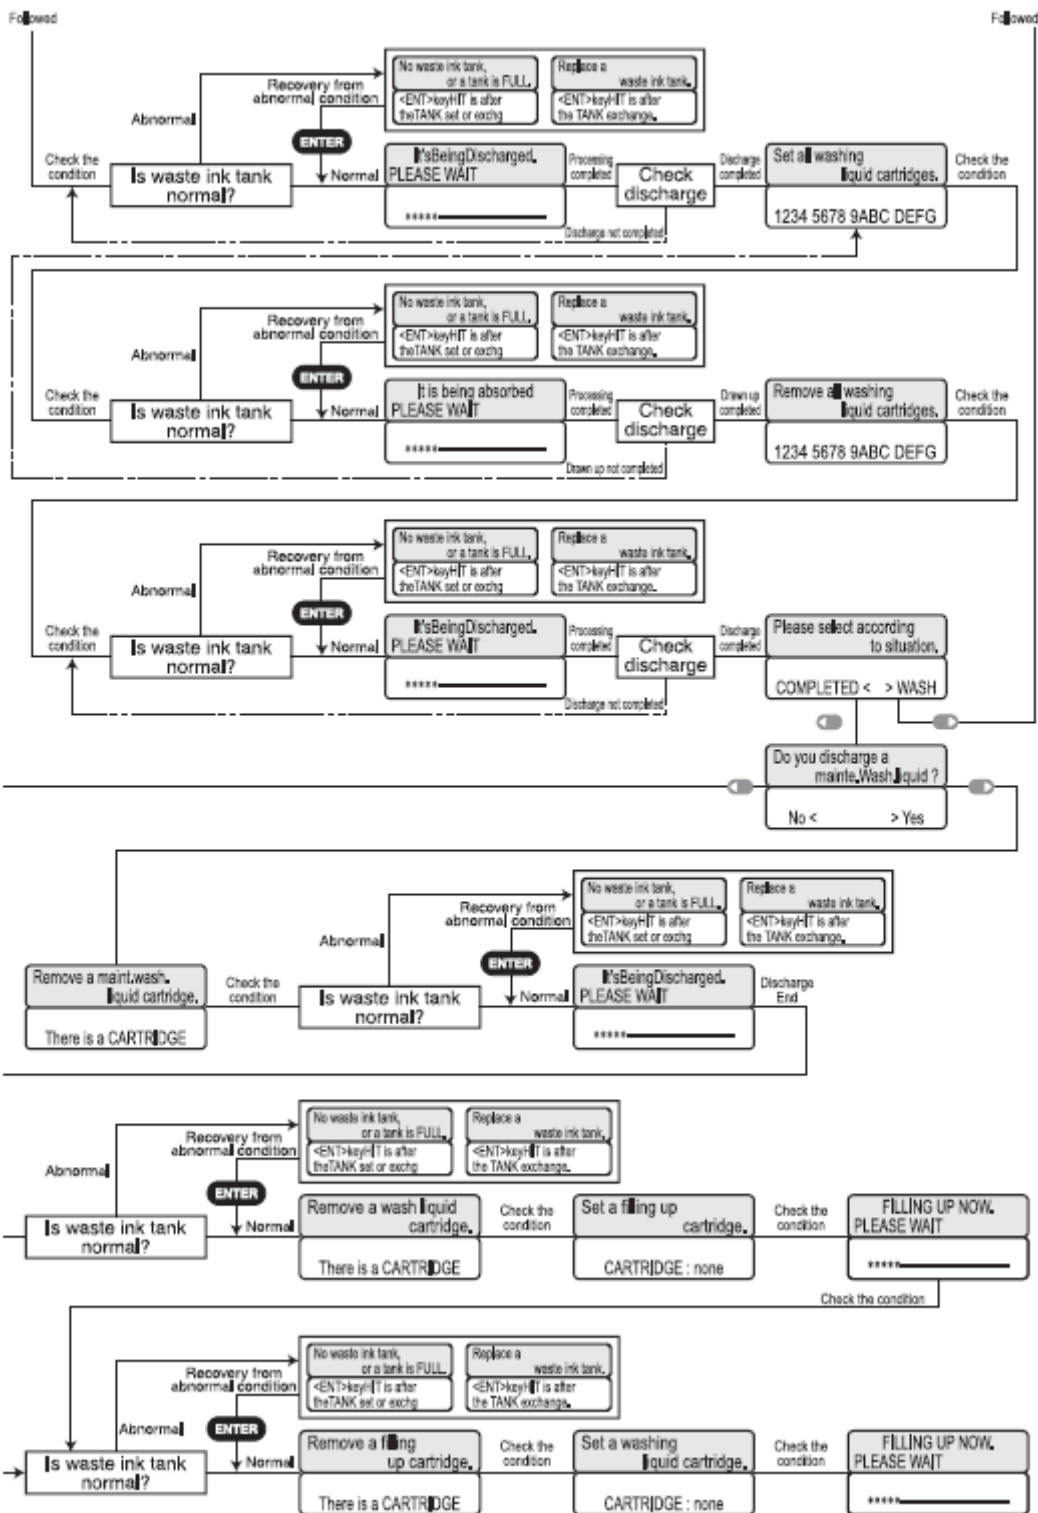 Followed
Followed
No waste ink tank,
or a tank is FULL.
<ENT>keyHIT is after
theTANK set or exchg
Replace a
waste ink tank.
<ENT>keyHIT is after
the TANK exchange.
Recovery from
abnormal condition
Abnormal
ENTER
Check the
condition
Is waste ink tank
normal?
Normal
It'sBeingDischarged.
PLEASE WAIT
*****
Processing
completed
Check
discharge
Discharge
completed
Set all washing
liquid cartridges.
1234 5678 9ABC DEFG
Check the
condition
Discharge not completed
No waste ink tank,
or a tank is FULL.
<ENT>keyHIT is after
theTANK set or exchg
Replace a
waste ink tank.
<ENT>keyHIT is after
the TANK exchange.
Recovery from
abnormal condition
Abnormal
ENTER
Check the
condition
Is waste ink tank
normal?
Normal
It is being absorbed
PLEASE WAIT
*****
Processing
completed
Check
discharge
Drawn up
completed
Remove all washing
liquid cartridges.
1234 5678 9ABC DEFG
Check the
condition
Drawn up not completed
No waste ink tank,
or a tank is FULL.
<ENT>keyHIT is after
theTANK set or exchg
Replace a
waste ink tank.
<ENT>keyHIT is after
the TANK exchange.
Recovery from
abnormal condition
Abnormal
ENTER
Check the
condition
Is waste ink tank
normal?
Normal
It'sBeingDischarged.
PLEASE WAIT
*****
Processing
completed
Check
discharge
Discharge
completed
Please select according
to situation.
COMPLETED < > WASH
Discharge not completed
Do you discharge a
mainte.Wash.liquid ?
No < > Yes
No waste ink tank,
or a tank is FULL.
<ENT>keyHIT is after
theTANK set or exchg
Replace a
waste ink tank.
<ENT>keyHIT is after
the TANK exchange.
Recovery from
abnormal condition
Abnormal
ENTER
Remove a maint.wash.
liquid cartridge.
There is a CARTRIDGE
Check the
condition
Is waste ink tank
normal?
Normal
It'sBeingDischarged.
PLEASE WAIT
*****
Discharge
End
No waste ink tank,
or a tank is FULL.
<ENT>keyHIT is after
theTANK set or exchg
Replace a
waste ink tank.
<ENT>keyHIT is after
the TANK exchange.
Recovery from
abnormal condition
Abnormal
ENTER
Is waste ink tank
normal?
Normal
Remove a wash liquid
cartridge.
There is a CARTRIDGE
Check the
condition
Set a filling up
cartridge.
CARTRIDGE : none
Check the
condition
FILLING UP NOW.
PLEASE WAIT
*****
Check the condition
No waste ink tank,
or a tank is FULL.
<ENT>keyHIT is after
theTANK set or exchg
Replace a
waste ink tank.
<ENT>keyHIT is after
the TANK exchange.
Recovery from
abnormal condition
Abnormal
ENTER
Is waste ink tank
normal?
Normal
Remove a filling
up cartridge.
There is a CARTRIDGE
Check the
condition
Set a washing
liquid cartridge.
CARTRIDGE : none
Check the
condition
FILLING UP NOW.
PLEASE WAIT
*****